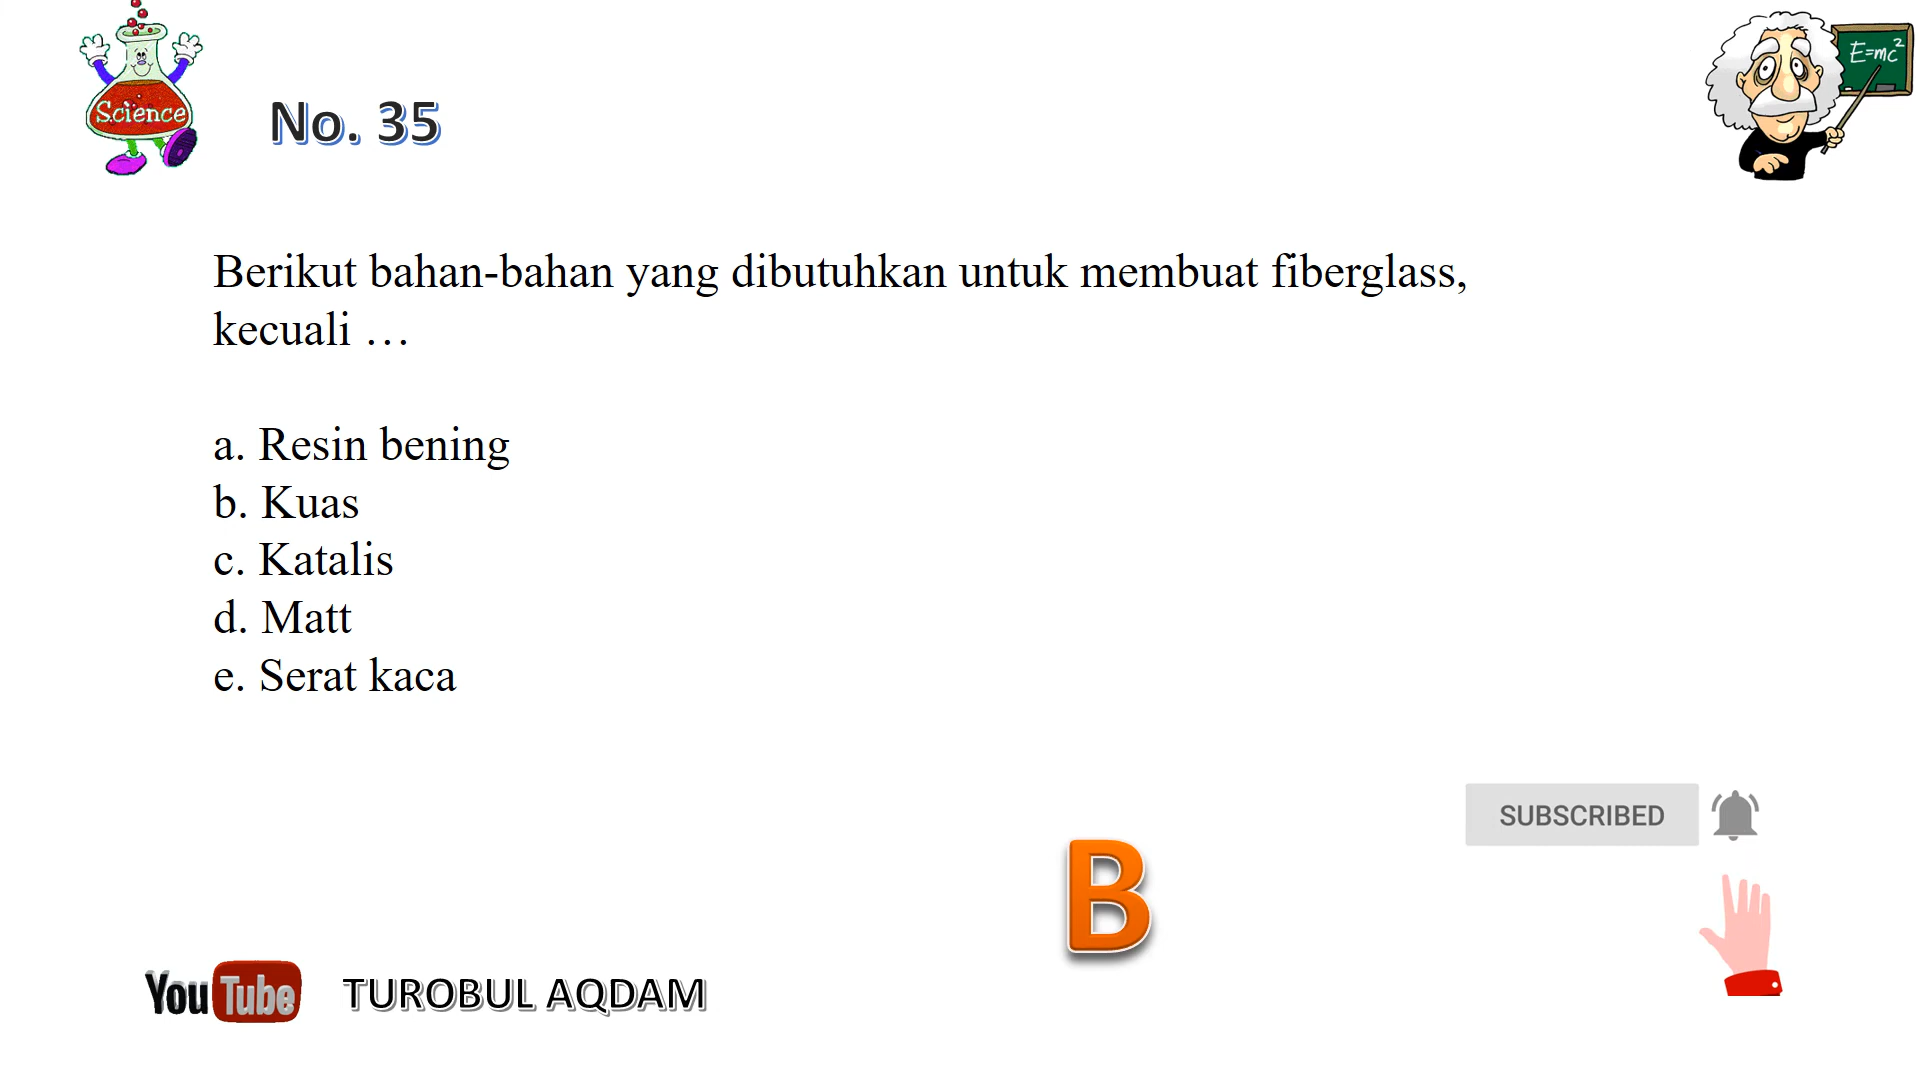 Science
E=mc²
No. 35
Berikut bahan-bahan yang dibutuhkan untuk membuat fiberglass,
kecuali …
a. Resin bening
b. Kuas
c. Katalis
d. Matt
e. Serat kaca
SUBSCRIBED
B
YouTube TUROBUL AQDAM